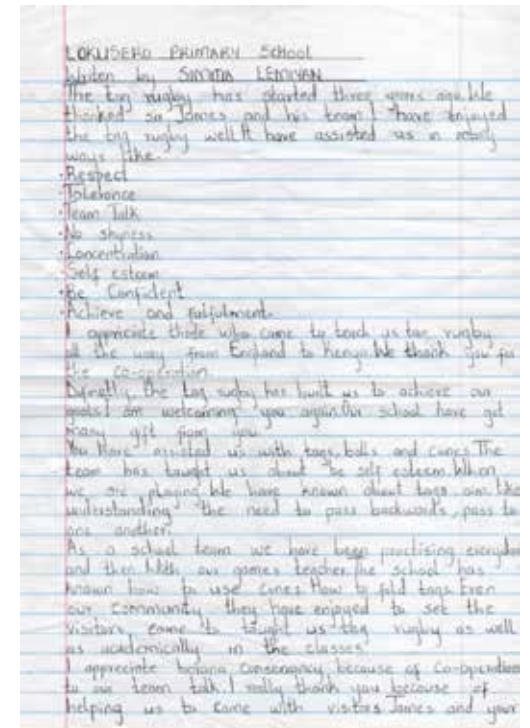 LOKUSERO PRIMARY School
Writen by SIMITIA LEMIYAN
The tag rugby has started three years ago.We
thanked sir James and his team.I have enjoyed
the tag rugby well.It have assisted us in many
ways like.
·Respect
·Tolerance
·Team Talk
·No shyness
·Concentration
·Self esteem
·Be Confident
·Achieve and fulfulment.
I appreciate those who came to teach us tag rugby
all the way from England to Kenya.We thank you for
the co-operation.
the tag rugby has built us to achieve our
goals.I am welcoming you again.Our school have got
many gift from you.
You have assisted us with tags,balls and cones.The
team has taught us about be self esteem.When
we are playing.We have known about tags aim like
understanding the need to pass backwards, pass to
one another.
As a school team we have been practising everyday
and then with our games teacher.The school has
known how to use cones.How to fold tags.Even
our community they have enjoyed to see the
visitors came to taught us tag rugby as well
as academically in the classes.
I appreciate because of Co-operation
to our team talk.I really thank you because of
helping us to come with visitors James and your